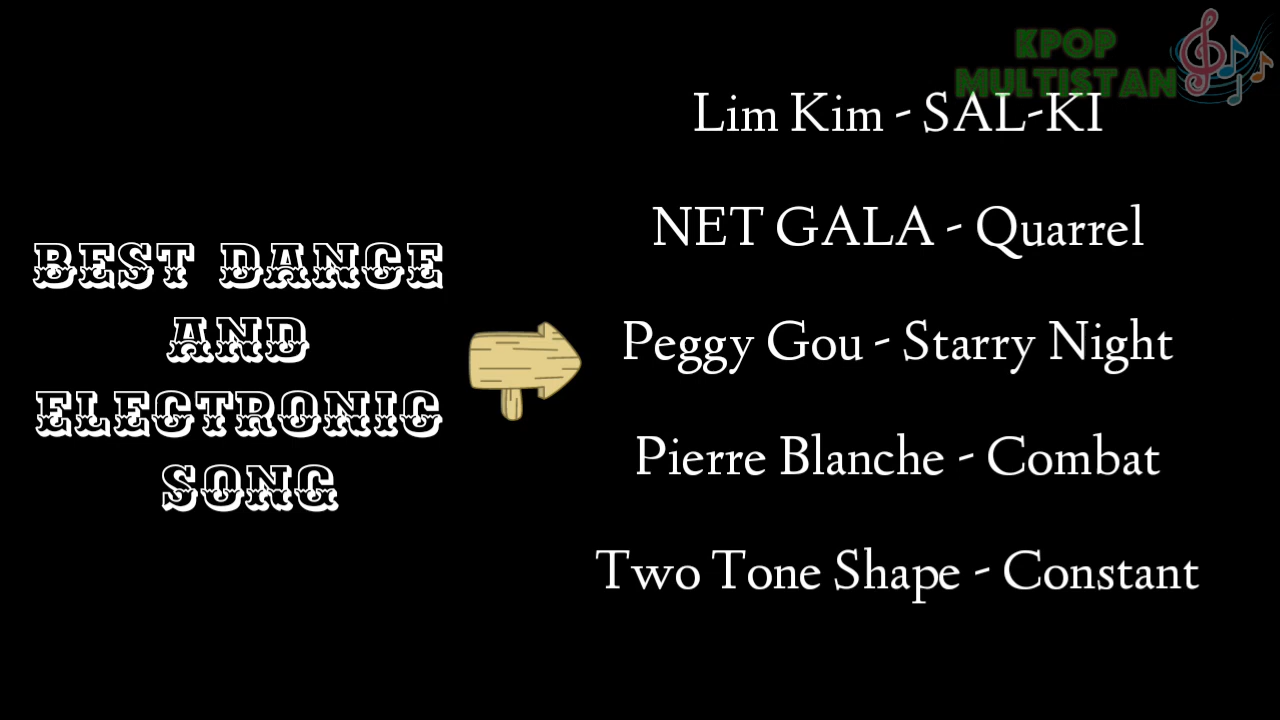 KPOP
MULTISTAN
BEST DANCE
AND
ELECTRONIC
SONG
Lim Kim - SAL-KI
NET GALA - Quarrel
Peggy Gou - Starry Night
Pierre Blanche - Combat
Two Tone Shape - Constant